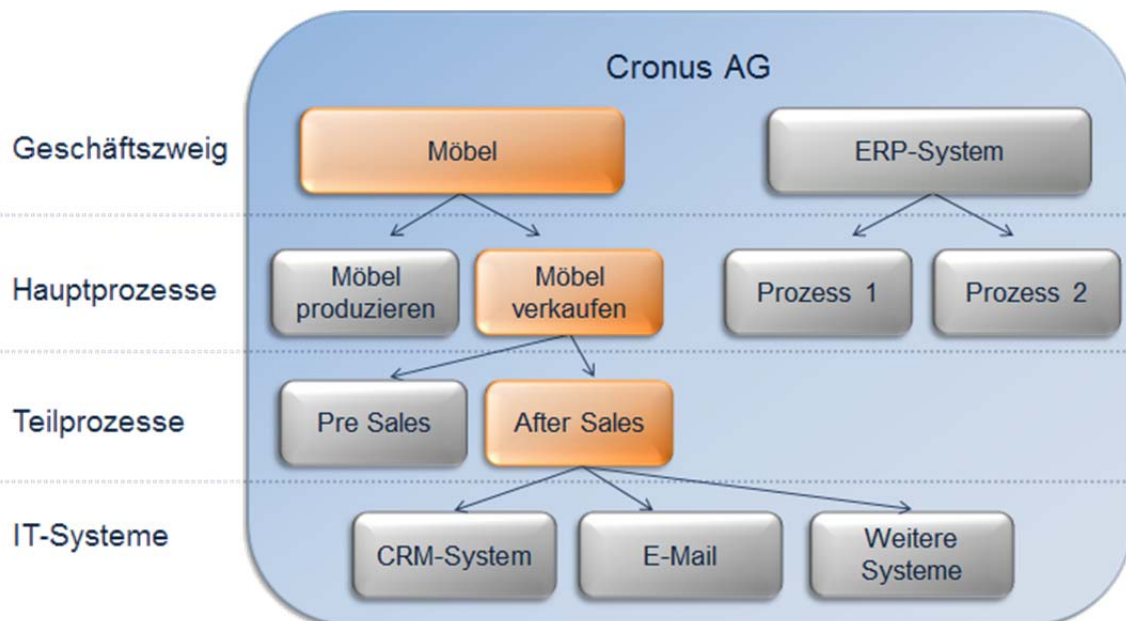 Cronus AG
Geschäftszweig
Möbel
ERP-System
Hauptprozesse
Möbel
produzieren
Möbel
verkaufen
Prozess 1
Prozess 2
Teilprozesse
Pre Sales
After Sales
IT-Systeme
CRM-System
E-Mail
Weitere
Systeme